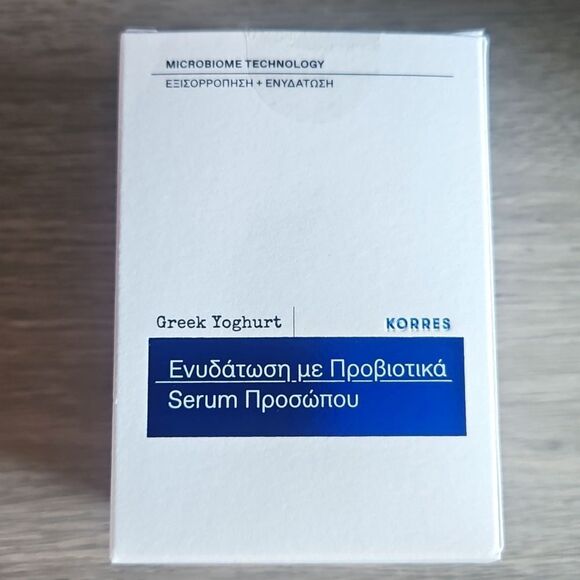 MICROBIOME TECHNOLOGY
ΕΞΙΣΟΡΡΟΠΗΣΗ + ΕΝΥΔΑΤΩΣΗ
Greek Yoghurt
KORRES
Ενυδάτωση με Προβιοτικά
Serum Προσώπου